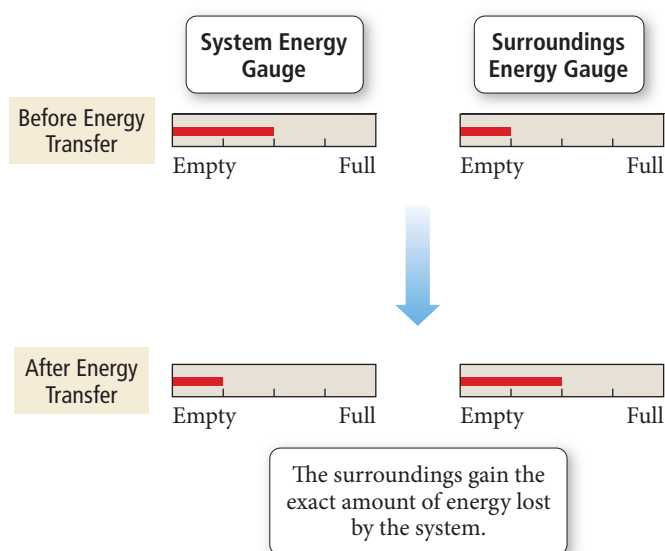 System Energy
Gauge
Surroundings
Energy Gauge
Before Energy
Transfer
Empty Full
Empty Full
After Energy
Transfer
Empty Full
Empty Full
The surroundings gain the
exact amount of energy lost
by the system.